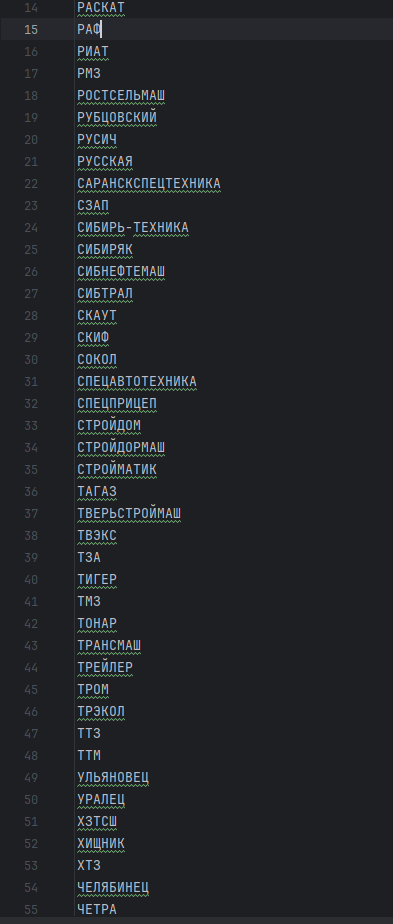 14 РАСКАТ
15 РАФ
16 РИАТ
17 РМЗ
18 РОСТСЕЛЬМАШ
19 РУБЦОВСКИЙ
20 РУСИЧ
21 РУССКАЯ
22 САРАНСКСПЕЦТЕХНИКА
23 СЗАП
24 СИБИРЬ-ТЕХНИКА
25 СИБИРЯК
26 СИБНЕФТЕМАШ
27 СИБТРАЛ
28 СКАУТ
29 СКИФ
30 СОКОЛ
31 СПЕЦАВТОТЕХНИКА
32 СПЕЦПРИЦЕП
33 СТРОЙДОМ
34 СТРОЙДОРМАШ
35 СТРОЙМАТИК
36 ТАГАЗ
37 ТВЕРЬСТРОЙМАШ
38 ТВЭКС
39 ТЗА
40 ТИГЕР
41 ТМЗ
42 ТОНАР
43 ТРАНСМАШ
44 ТРЕЙЛЕР
45 ТРОМ
46 ТРЭКОЛ
47 ТТЗ
48 ТТМ
49 УЛЬЯНОВЕЦ
50 УРАЛЕЦ
51 ХЗТСШ
52 ХИЩНИК
53 ХТЗ
54 ЧЕЛЯБИНЕЦ
55 ЧЕТРА